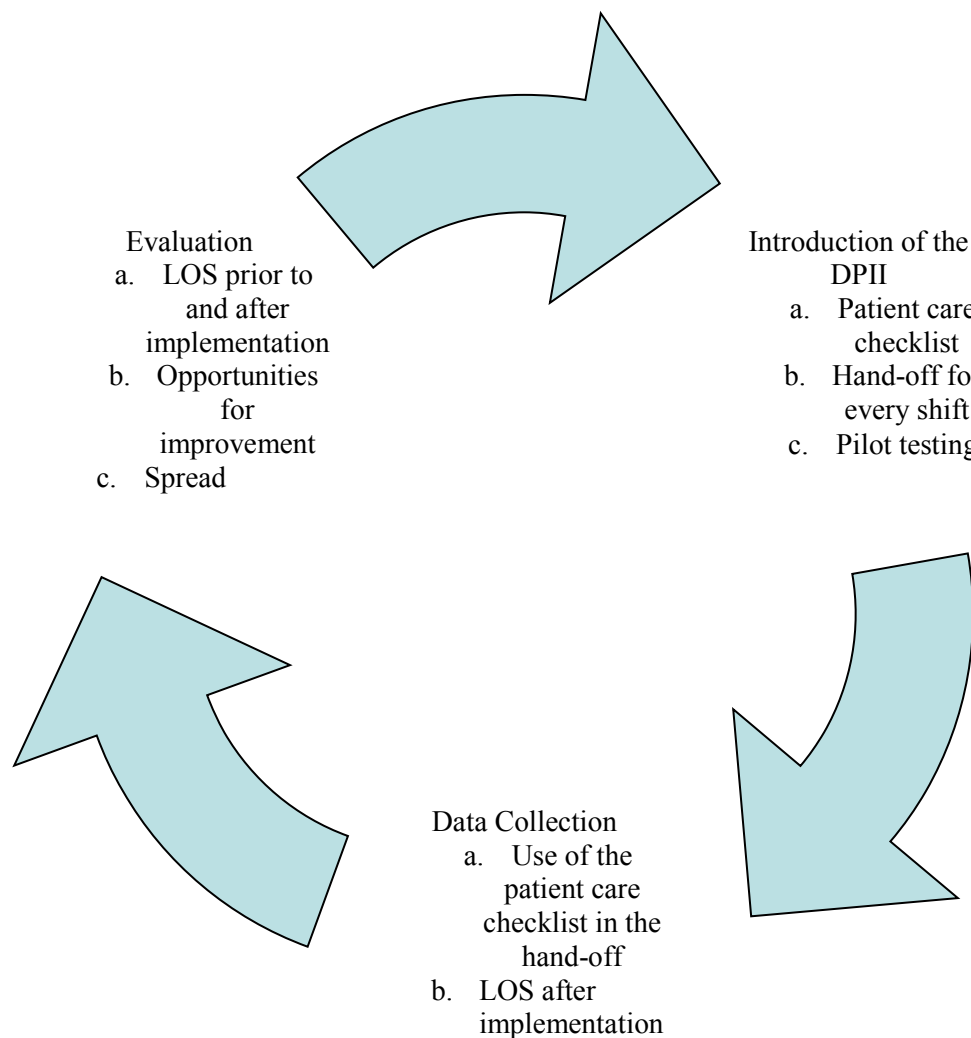 Evaluation
a. LOS prior to
and after
implementation
b. Opportunities
for
improvement
c. Spread
Introduction of the
DPII
a. Patient care
checklist
b. Hand-off
every shift
c. Pilot testing
Data Collection
a. Use of the
patient care
checklist in the
hand-off
b. LOS after
implementation